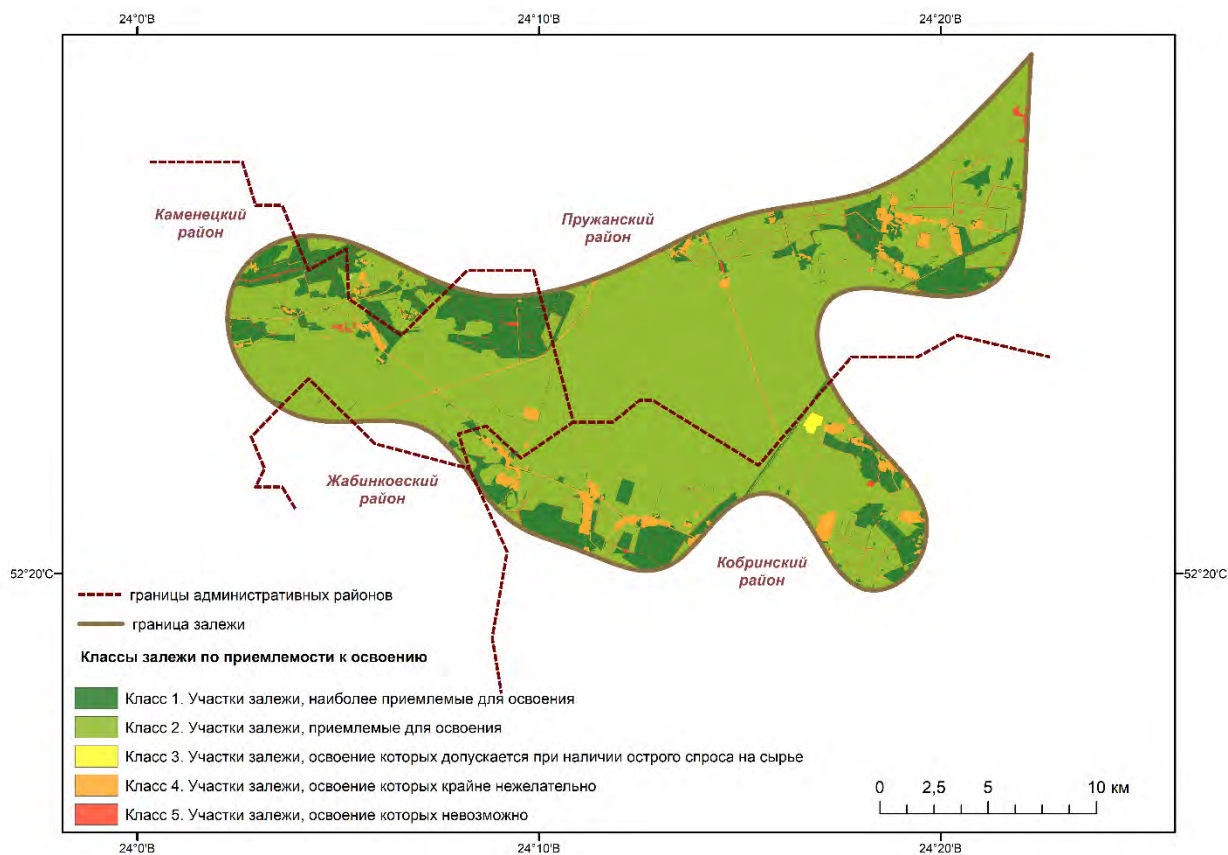 24°0'В 24°10'В 24°20'В
Каменецкий
район
Пружанский
район
Жабинковский
район
Кобринский
район
52°20'С 52°20'С
границы административных районов
граница залежи
Классы залежи по приемлемости к освоению
Класс 1. Участки залежи, наиболее приемлемые для освоения
Класс 2. Участки залежи, приемлемые для освоения
Класс 3. Участки залежи, освоение которых допускается при наличии острого спроса на сырье
Класс 4. Участки залежи, освоение которых крайне нежелательно
Класс 5. Участки залежи, освоение которых невозможно
0 2,5 5 10 км
24°0'В 24°10'В 24°20'В